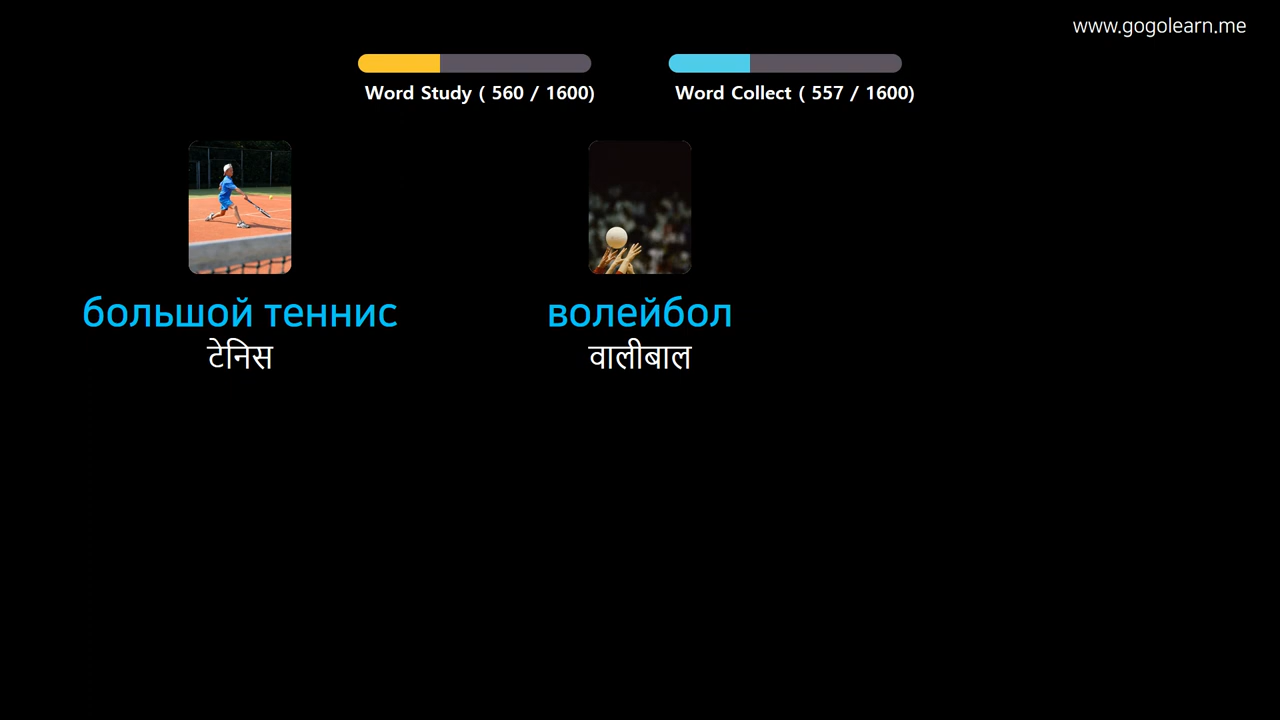 www.gogolearn.me
Word Study ( 560 / 1600)
Word Collect ( 557 / 1600)
большой теннис
टेनिस
волейбол
वालीबाल